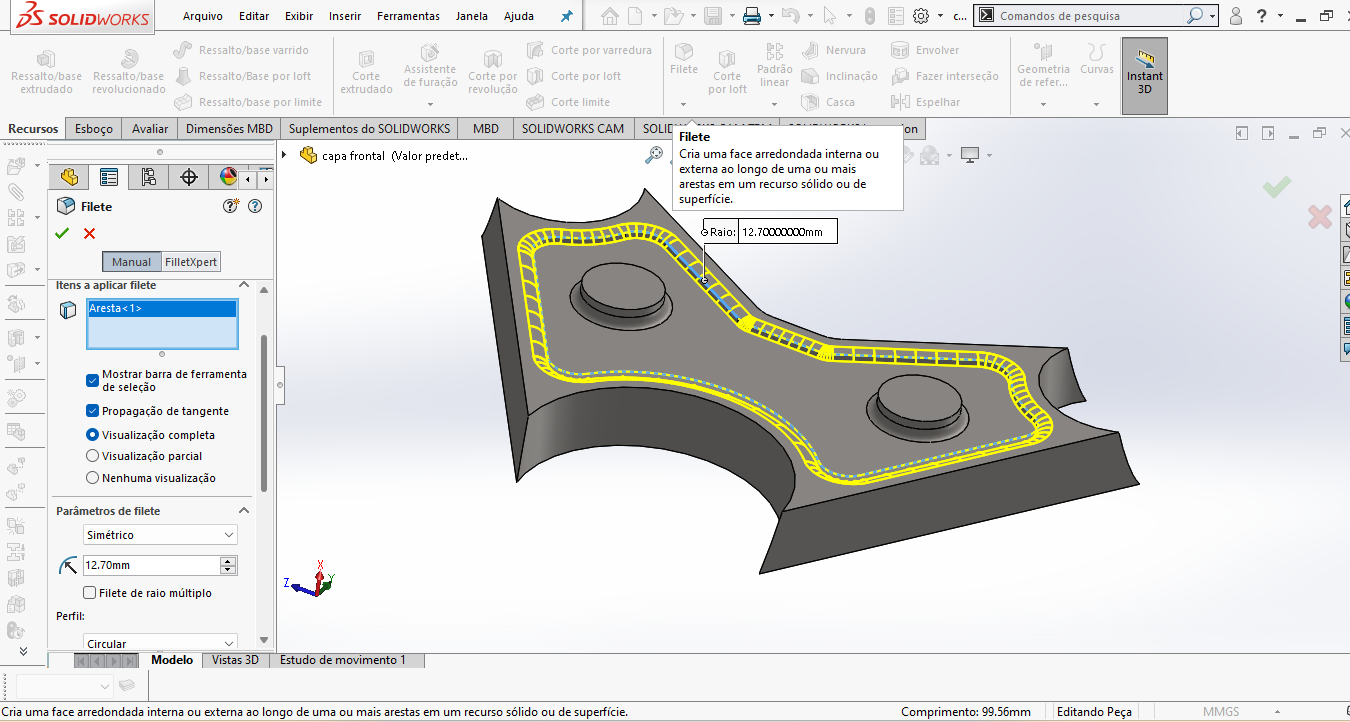 SOLIDWORKS
Arquivo Editar Exibir Inserir Ferramentas Janela Ajuda
c...
Comandos de pesquisa
Ressalto/base extrudado
Ressalto/base revolucionado
Ressalto/base varrido
Ressalto/Base por loft
Ressalto/base por limite
Corte extrudado
Assistente de furação
Corte por revolução
Corte por varredura
Corte por loft
Corte limite
Filete
Corte por loft
Padrão linear
Nervura
Inclinação
Casca
Envolver
Fazer interseção
Espelhar
Geometria de refer...
Curvas
Instant 3D
Recursos Esboço Avaliar Dimensões MBD Suplementos do SOLIDWORKS MBD SOLIDWORKS CAM
Filete
Cria uma face arredondada interna ou
externa ao longo de uma ou mais
arestas em um recurso sólido ou de
superfície.
capa frontal (Valor predet...
Raio: 12.70000000mm
Filete
Manual FilletXpert
Itens a aplicar filete
Aresta<1>
Mostrar barra de ferramenta
de seleção
Propagação de tangente
Visualização completa
Visualização parcial
Nenhuma visualização
Parâmetros de filete
Simétrico
12.70mm
Filete de raio múltiplo
Perfil:
Circular
X
Y
Z
Modelo Vistas 3D Estudo de movimento 1
Cria uma face arredondada interna ou externa ao longo de uma ou mais arestas em um recurso sólido ou de superfície.
Comprimento: 99.56mm Editando Peça MMGS